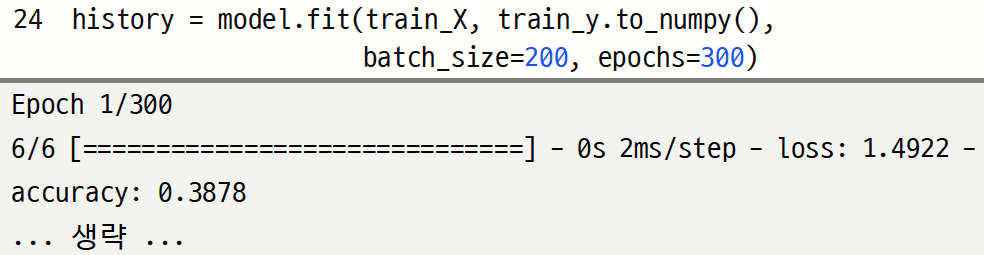 24 history = model.fit(train_X, train_y.to_numpy(),
batch_size=200, epochs=300)
Epoch 1/300
6/6 [==============================] - 0s 2ms/step - loss: 1.4922 -
accuracy: 0.3878
... 생략 ...